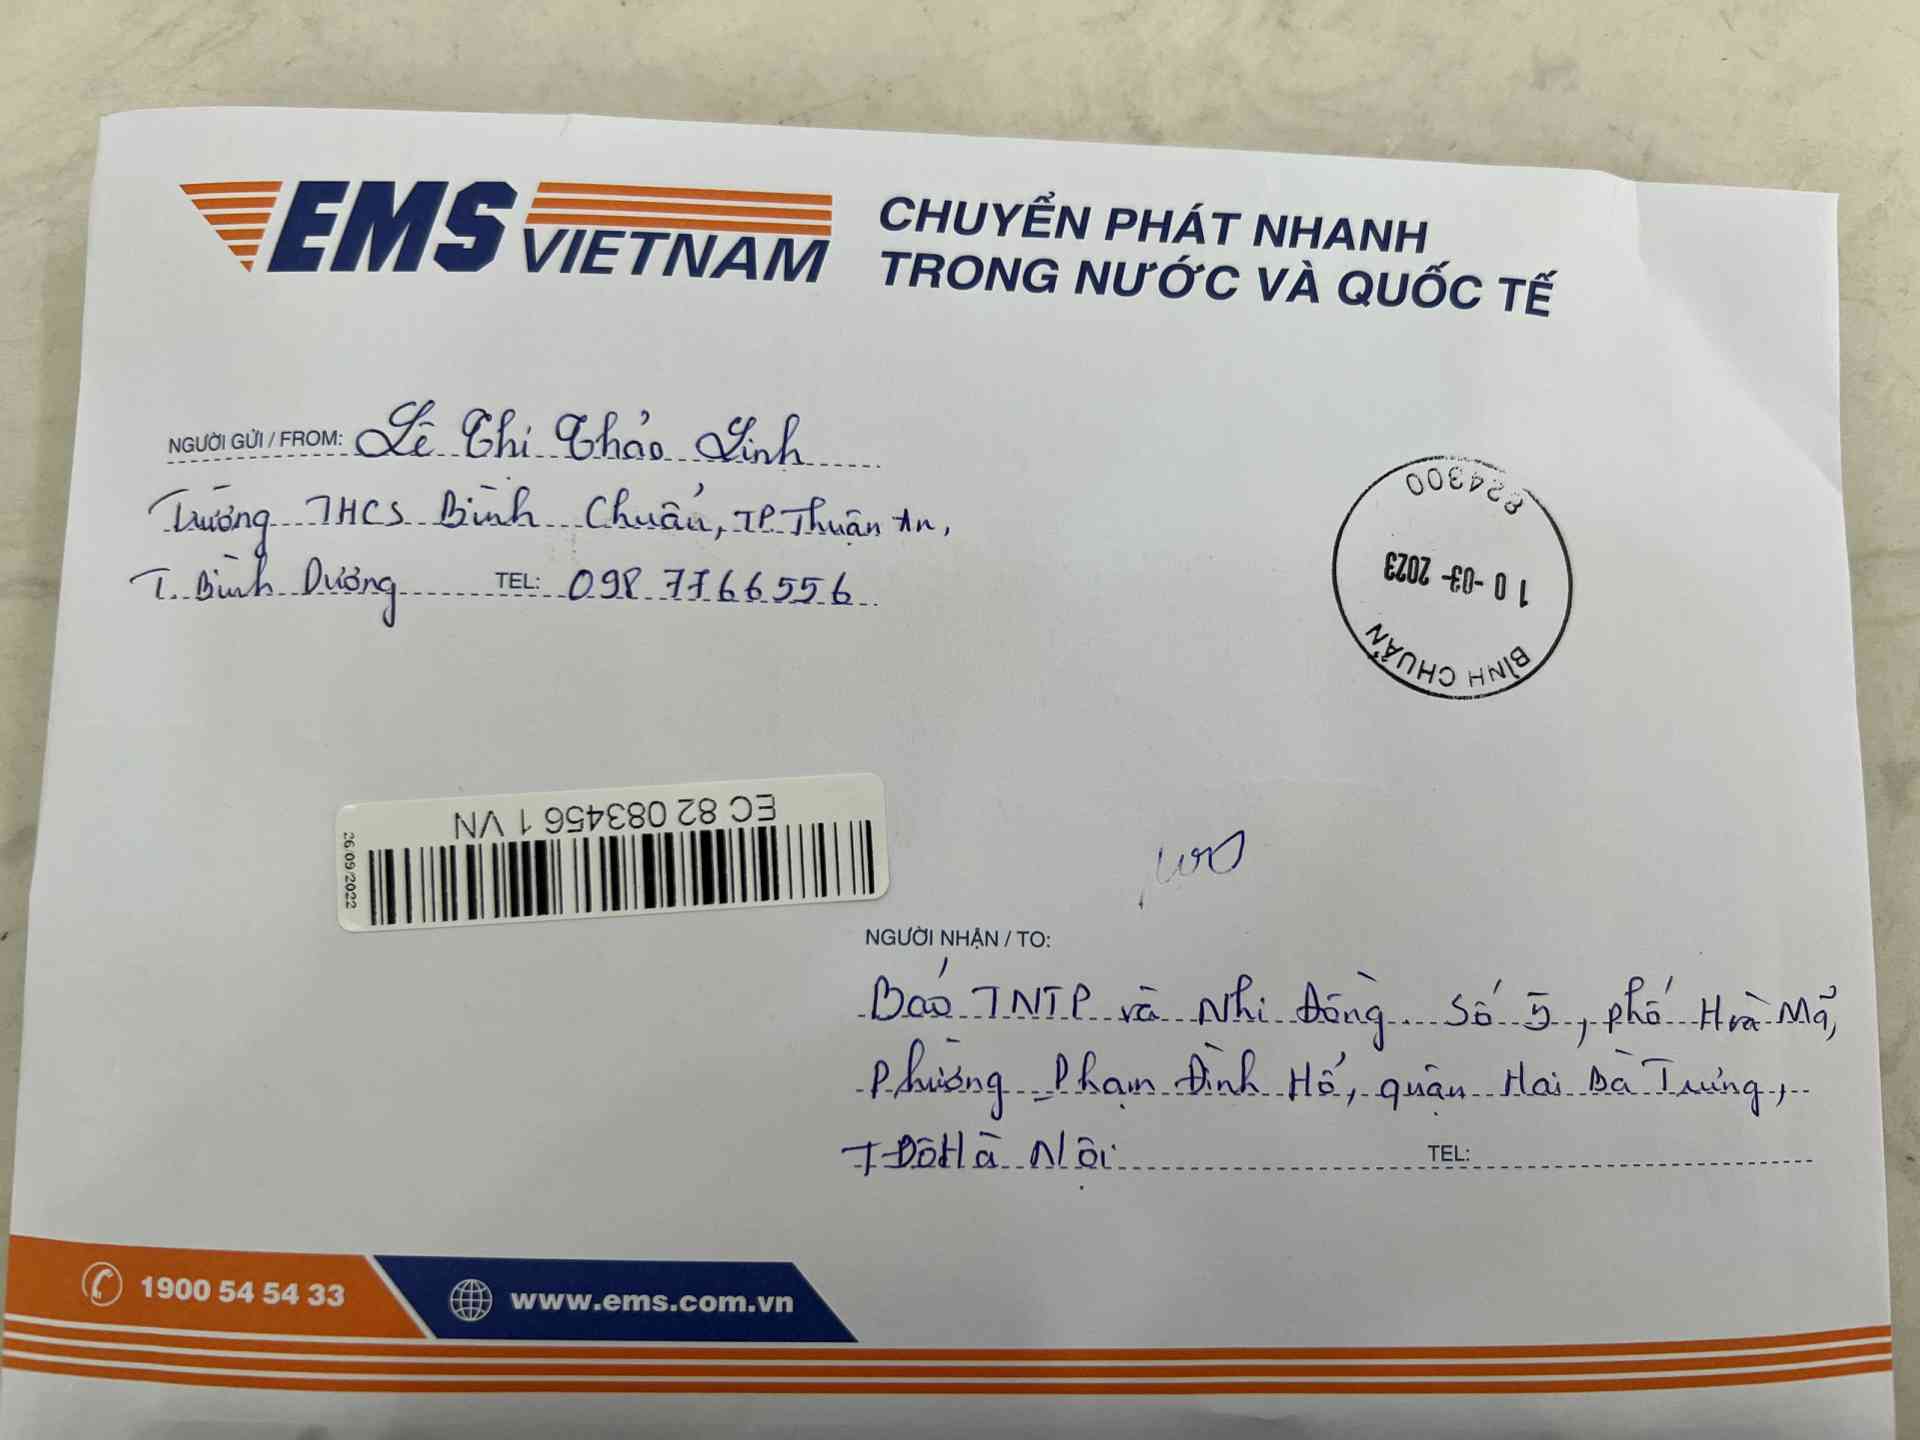 EMS VIETNAM
CHUYỂN PHÁT NHANH
TRONG NƯỚC VÀ QUỐC TẾ
NGƯỜI GỬI / FROM: Lê Thi Thảo Linh
Trường THCS Bình Chuẩn, TP. Thuận An,
T. Bình Dương TEL: 098 7766556
824300
10-03-2023
BÌNH CHUẨN
EC 82 083456 1 VN
26/09/2022
NGƯỜI NHẬN / TO:
Báo TNTP và Nhi Đồng. Số 5, phố Hoà Mã,
Phường Phạm Đình Hổ, quận Hai Bà Trưng,
T Đô Hà Nội TEL:
1900 54 54 33
www.ems.com.vn